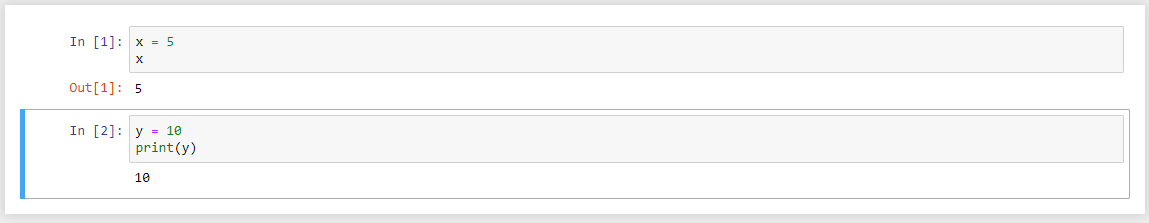 In [1]: x = 5
x
Out[1]: 5
In [2]: y = 10
print(y)
10